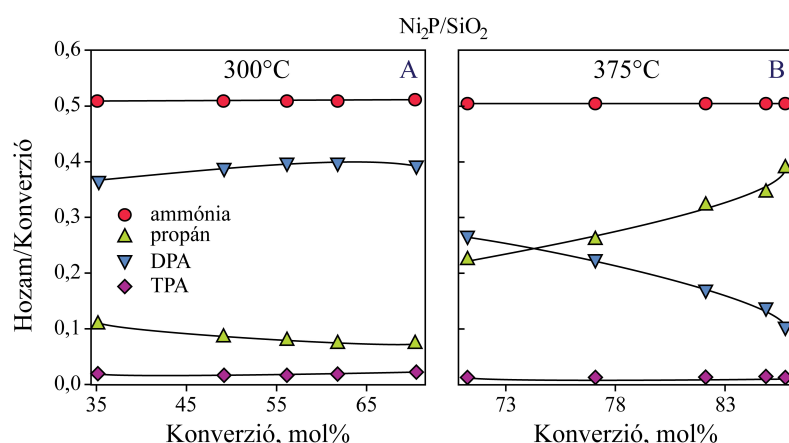 Ni₂P/SiO₂
300°C A
375°C B
Hozam/Konverzió
0,6
0,5
0,4
0,3
0,2
0,1
0,0
ammónia
propán
DPA
TPA
35 45 55 65
73 78 83
Konverzió, mol%
Konverzió, mol%